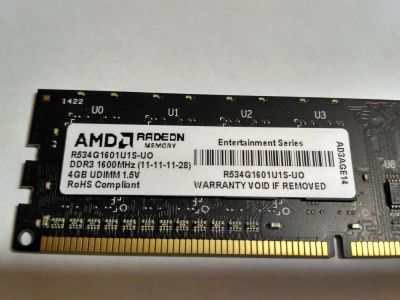 1422
U0 U1 U2 U3
AMD RADEON
MEMORY
Entertainment Series
R534G1601U1S-UO
DDR3 1600MHz (11-11-11-28)
4GB UDIMM 1.5V
RoHS Compliant
R534G1601U1S-UO
WARRANTY VOID IF REMOVED
AD3AGE14
U8